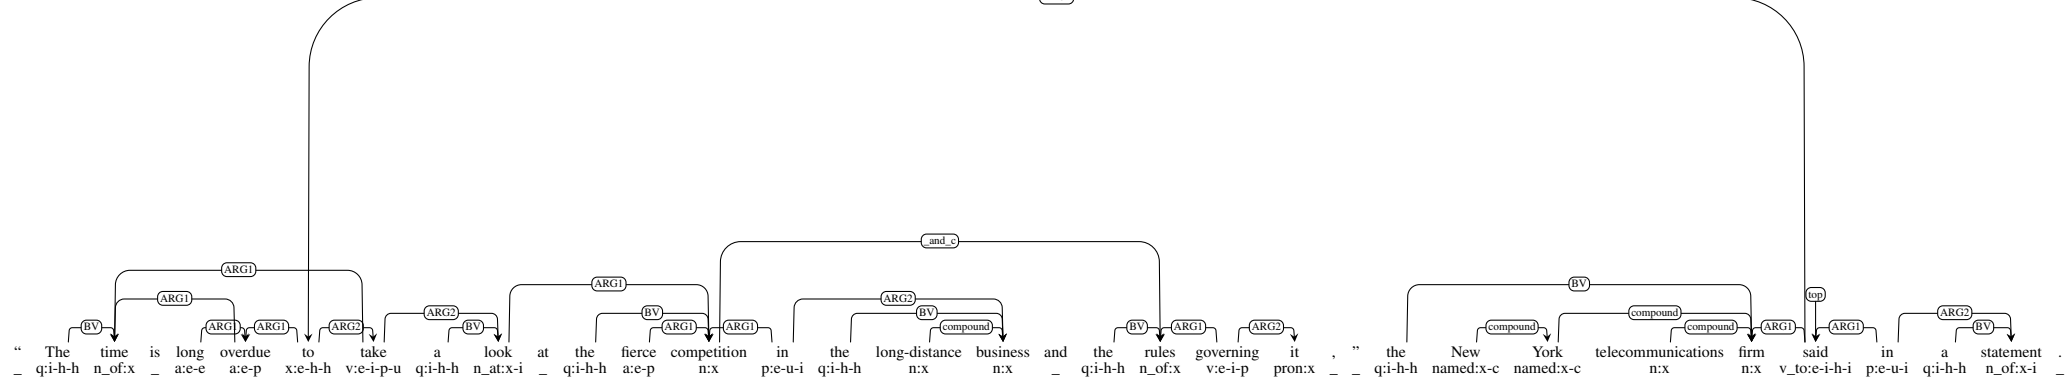 _and_c
ARG1 ARG1
ARG1 BV top
ARG2 BV ARG2 BV compound ARG2
BV ARG1 ARG1 ARG2 BV ARG1 ARG1 compound BV ARG1 ARG2 compound compound ARG1 ARG1 BV
“ The time is long overdue to take a look at the fierce competition in the long-distance business and the rules governing it , ” the New York telecommunications firm said in a statement .
_ q:i-h-h n_of:x _ a:e-e a:e-p x:e-h-h v:e-i-p-u q:i-h-h n_at:x-i _ q:i-h-h a:e-p n:x p:e-u-i q:i-h-h n:x n:x _ q:i-h-h n_of:x v:e-i-p pron:x _ _ q:i-h-h named:x-c named:x-c n:x n:x v_to:e-i-h-i p:e-u-i q:i-h-h n_of:x-i _